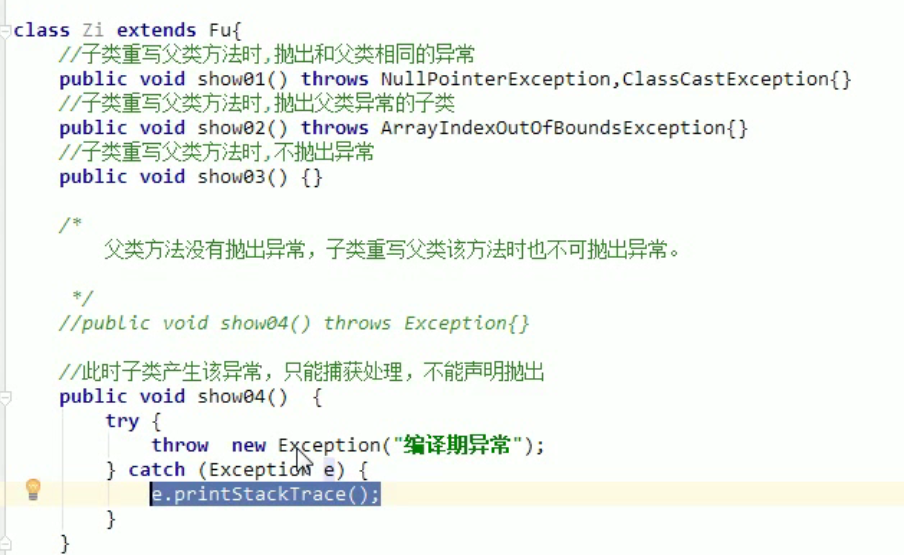 class Zi extends Fu{
//子类重写父类方法时,抛出和父类相同的异常
public void show01() throws NullPointerException,ClassCastException{}
//子类重写父类方法时,抛出父类异常的子类
public void show02() throws ArrayIndexOutOfBoundsException{}
//子类重写父类方法时,不抛出异常
public void show03() {}
/*
父类方法没有抛出异常，子类重写父类该方法时也不可抛出异常。
*/
//public void show04() throws Exception{}
//此时子类产生该异常，只能捕获处理，不能声明抛出
public void show04()  {
try {
throw  new Exception("编译期异常");
} catch (Exception e) {
e.printStackTrace();
}
}